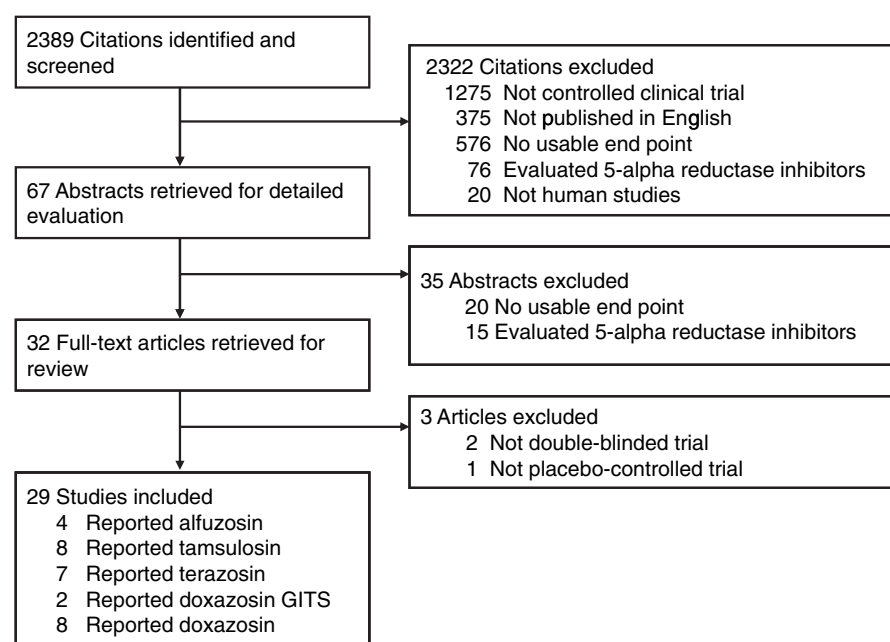 2389 Citations identified and
screened
2322 Citations excluded
1275 Not controlled clinical trial
375 Not published in English
576 No usable end point
76 Evaluated 5-alpha reductase inhibitors
20 Not human studies
67 Abstracts retrieved for detailed
evaluation
35 Abstracts excluded
20 No usable end point
15 Evaluated 5-alpha reductase inhibitors
32 Full-text articles retrieved for
review
3 Articles excluded
2 Not double-blinded trial
1 Not placebo-controlled trial
29 Studies included
4 Reported alfuzosin
8 Reported tamsulosin
7 Reported terazosin
2 Reported doxazosin GITS
8 Reported doxazosin